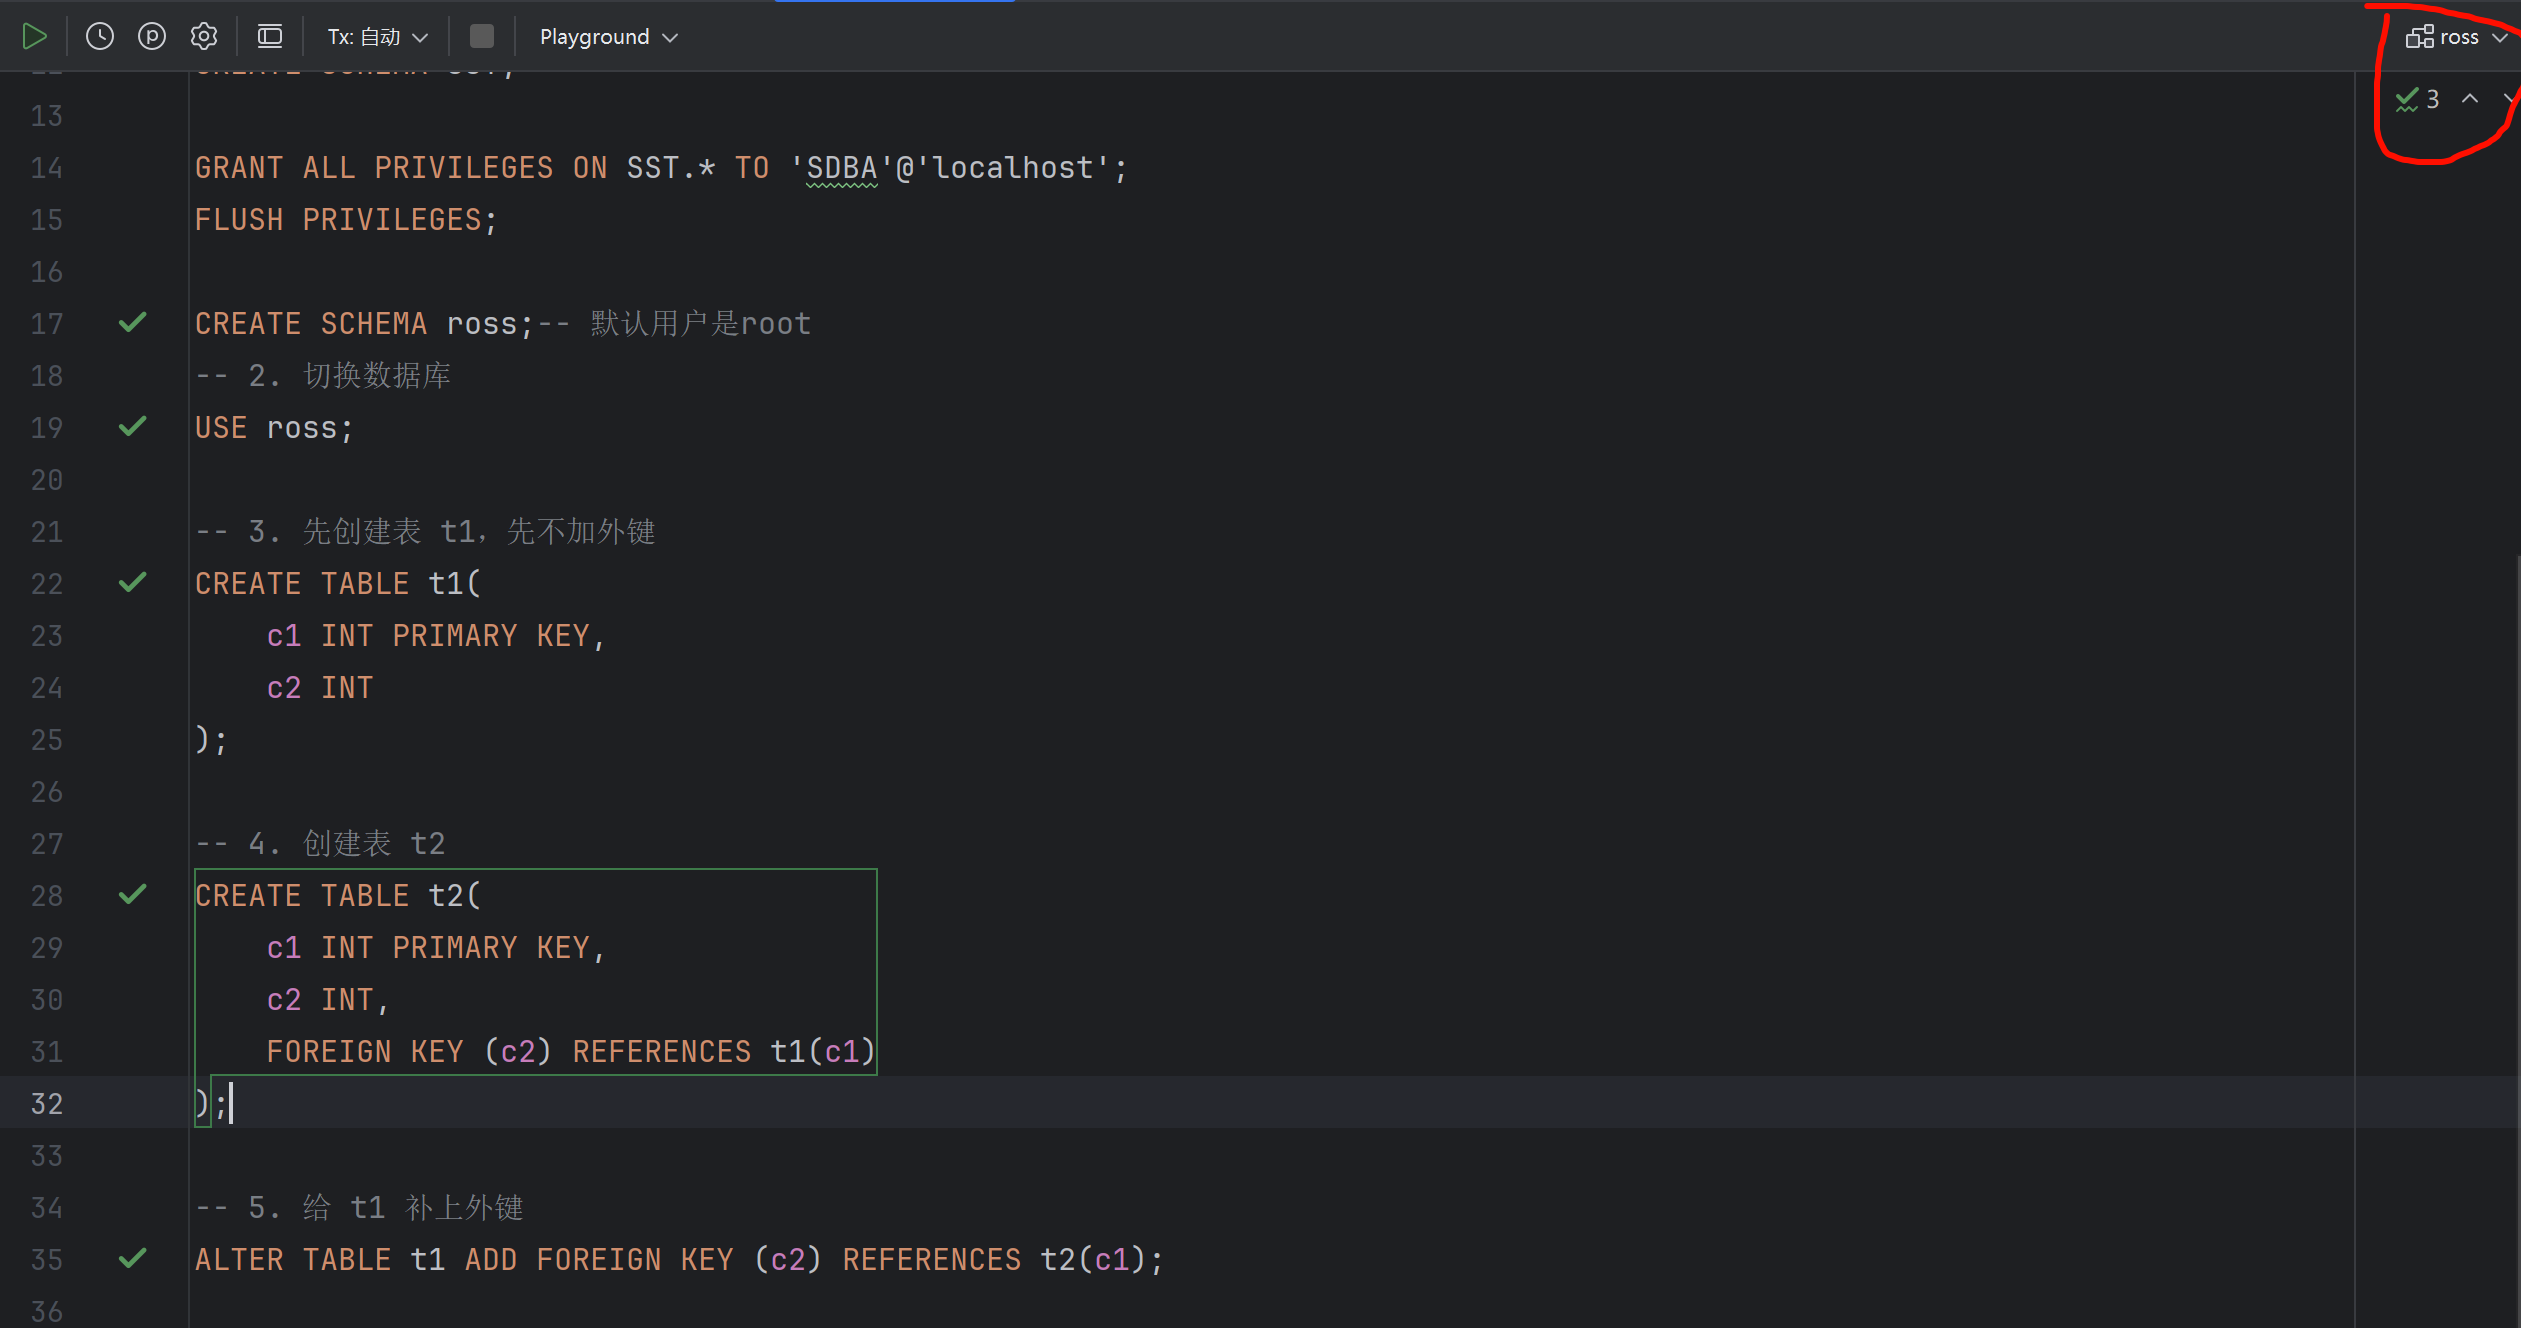 Tx: 自动
Playground
ross
3
13
14 GRANT ALL PRIVILEGES ON SST.* TO 'SDBA'@'localhost';
15 FLUSH PRIVILEGES;
16
17 CREATE SCHEMA ross;-- 默认用户是root
18 -- 2. 切换数据库
19 USE ross;
20
21 -- 3. 先创建表 t1，先不加外键
22 CREATE TABLE t1(
23 c1 INT PRIMARY KEY,
24 c2 INT
25 );
26
27 -- 4. 创建表 t2
28 CREATE TABLE t2(
29 c1 INT PRIMARY KEY,
30 c2 INT,
31 FOREIGN KEY (c2) REFERENCES t1(c1)
32 );
33
34 -- 5. 给 t1 补上外键
35 ALTER TABLE t1 ADD FOREIGN KEY (c2) REFERENCES t2(c1);
36